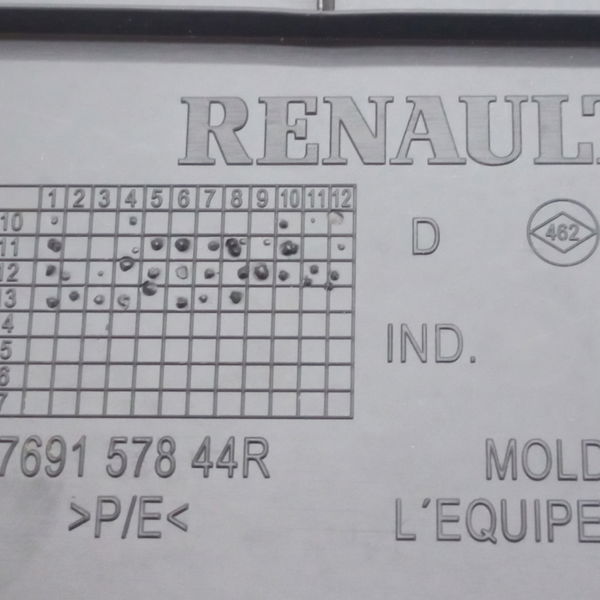 RENAULT
1 2 3 4 5 6 7 8 9 10 11 12
10
11
12
13
4
5
6
7
D
462
IND.
7691 578 44R
MOLD
>P/E<
L´EQUIPE